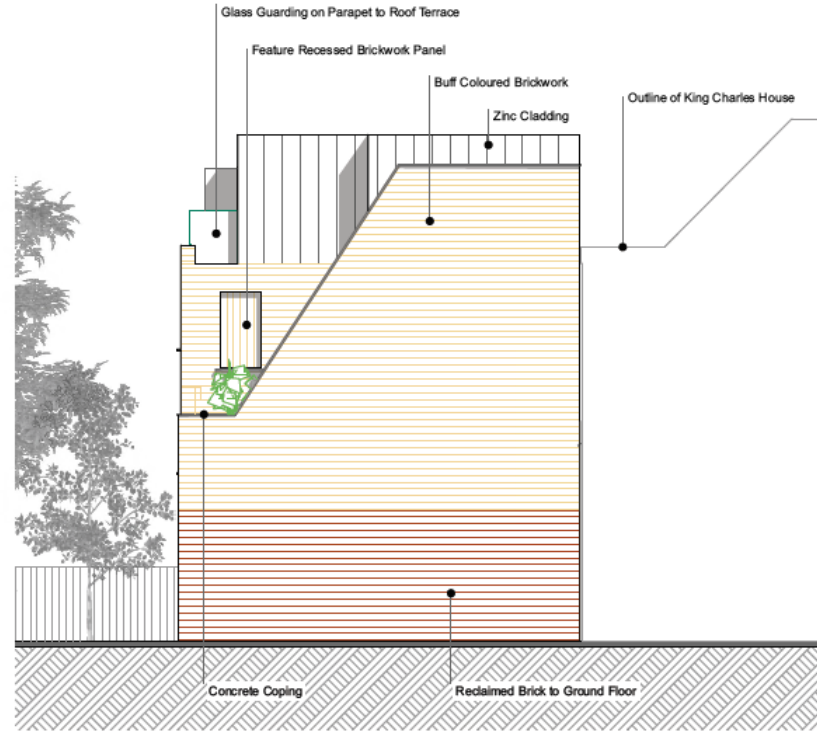 Glass Guarding on Parapet to Roof Terrace
Feature Recessed Brickwork Panel
Buff Coloured Brickwork
Outline of King Charles House
Zinc Cladding
Concrete Coping
Reclaimed Brick to Ground Floor